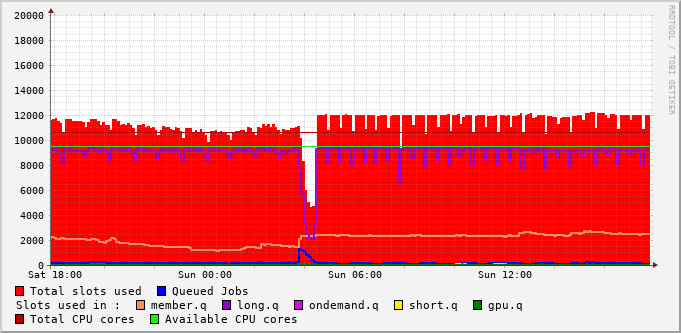 20000
18000
16000
14000
12000
10000
8000
6000
4000
2000
0
Sat 18:00 Sun 00:00 Sun 06:00 Sun 12:00
Total slots used Queued Jobs
Slots used in : member.q long.q ondemand.q short.q gpu.q
Total CPU cores Available CPU cores
RRDTOOL / TOBI OETIKER